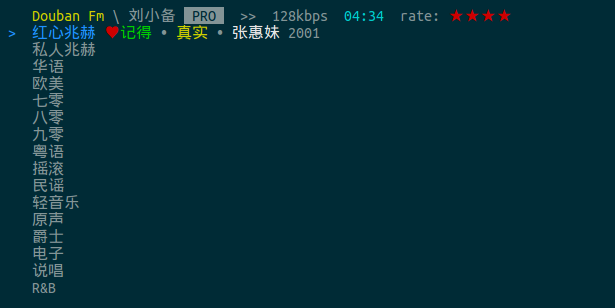 Douban Fm \ 刘小备 PRO >> 128kbps 04:34 rate: ★★★★
> 红心兆赫 ♥记得 • 真实 • 张惠妹 2001
私人兆赫
华语
欧美
七零
八零
九零
粤语
摇滚
民谣
轻音乐
原声
爵士
电子
说唱
R&B